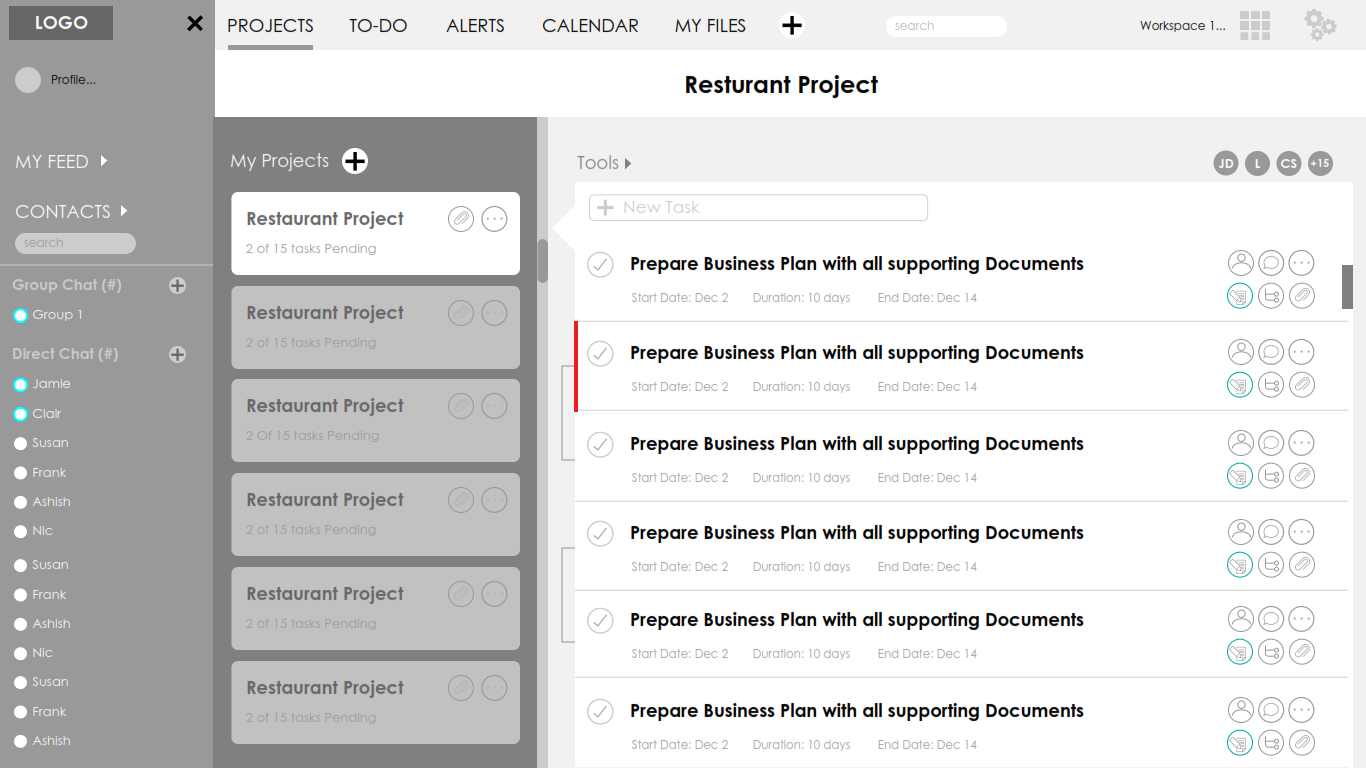 LOGO
PROJECTS TO-DO ALERTS CALENDAR MY FILES search Workspace 1...
Profile...
Resturant Project
MY FEED
CONTACTS
search
Group Chat (#)
Group 1
Direct Chat (#)
Jamie
Clair
Susan
Frank
Ashish
Nic
Susan
Frank
Ashish
Nic
Susan
Frank
Ashish
My Projects
Restaurant Project
2 of 15 tasks Pending
Restaurant Project
2 of 15 tasks Pending
Restaurant Project
2 Of 15 tasks Pending
Restaurant Project
2 of 15 tasks Pending
Restaurant Project
2 of 15 tasks Pending
Restaurant Project
2 of 15 tasks Pending
Tools JD L CS +15
New Task
Prepare Business Plan with all supporting Documents
Start Date: Dec 2 Duration: 10 days End Date: Dec 14
Prepare Business Plan with all supporting Documents
Start Date: Dec 2 Duration: 10 days End Date: Dec 14
Prepare Business Plan with all supporting Documents
Start Date: Dec 2 Duration: 10 days End Date: Dec 14
Prepare Business Plan with all supporting Documents
Start Date: Dec 2 Duration: 10 days End Date: Dec 14
Prepare Business Plan with all supporting Documents
Start Date: Dec 2 Duration: 10 days End Date: Dec 14
Prepare Business Plan with all supporting Documents
Start Date: Dec 2 Duration: 10 days End Date: Dec 14